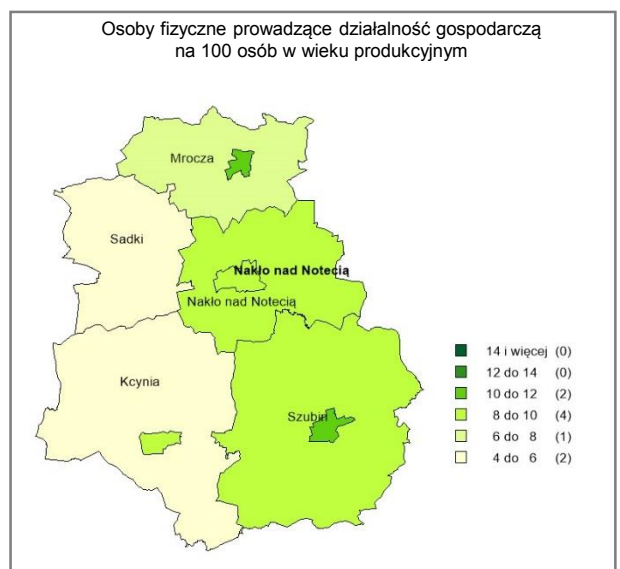 Osoby fizyczne prowadzące działalność gospodarczą
na 100 osób w wieku produkcyjnym
Mrocza
Sadki
Nakło nad Notecią
Nakło nad Notecią
Kcynia
Szubin
14 i więcej (0)
12 do 14 (0)
10 do 12 (2)
8 do 10 (4)
6 do 8 (1)
4 do 6 (2)